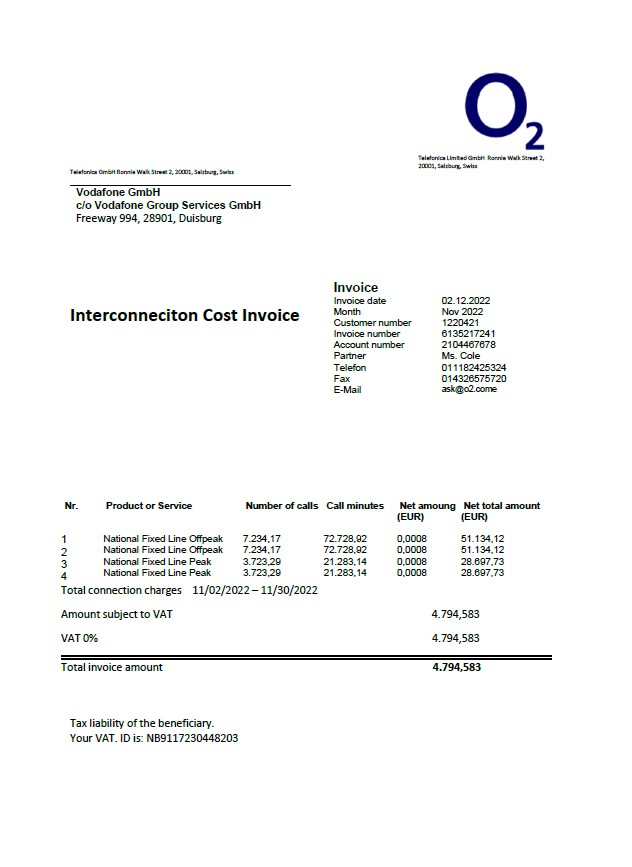 O2
Telefonica Limited GmbH Ronnie Walk Street 2,
20001, Salzburg, Swiss
Telefonica GmbH Ronnie Walk Street 2, 20001, Salzburg, Swiss
Vodafone GmbH
c/o Vodafone Group Services GmbH
Freeway 994, 28901, Duisburg
Invoice
Interconneciton Cost Invoice
Invoice date 02.12.2022
Month Nov 2022
Customer number 1220421
Invoice number 6135217241
Account number 2104467678
Partner Ms. Cole
Telefon 011182425324
Fax 014326575720
E-Mail ask@o2.come
Nr. Product or Service Number of calls Call minutes Net amoung (EUR) Net total amount (EUR)
1 National Fixed Line Offpeak 7.234,17 72.728,92 0,0008 51.134,12
2 National Fixed Line Offpeak 7.234,17 72.728,92 0,0008 51.134,12
3 National Fixed Line Peak 3.723,29 21.283,14 0,0008 28.697,73
4 National Fixed Line Peak 3.723,29 21.283,14 0,0008 28.697,73
Total connection charges 11/02/2022 – 11/30/2022
Amount subject to VAT 4.794,583
VAT 0% 4.794,583
Total invoice amount 4.794,583
Tax liability of the beneficiary.
Your VAT. ID is: NB9117230448203